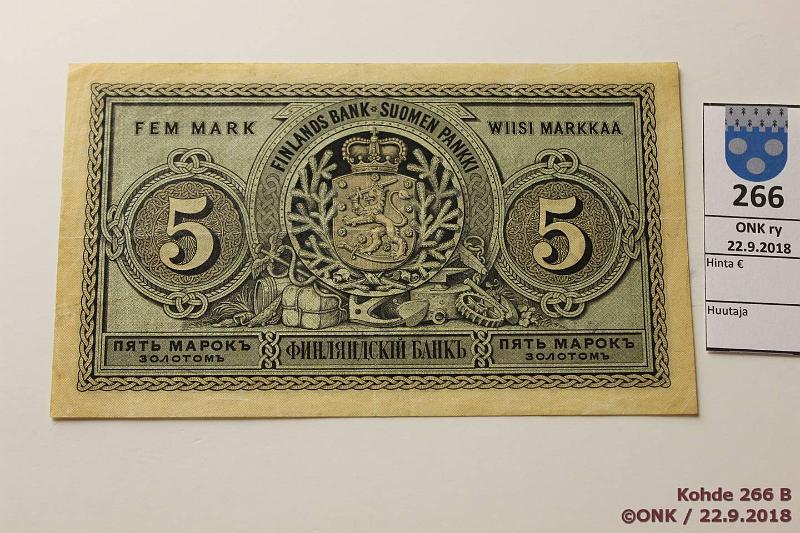 FEM MARK
FINLANDS BANK * SUOMEN PANKKI
WIISI MARKKAA
5
5
ПЯТЬ МАРОКЪ
ЗОЛОТОМЪ
ФИНЛЯНДСКІЙ БАНКЪ
ПЯТЬ МАРОКЪ
ЗОЛОТОМЪ
266
ONK ry
22.9.2018
Hinta €
Huutaja
Kohde 266 B
©ONK / 22.9.2018